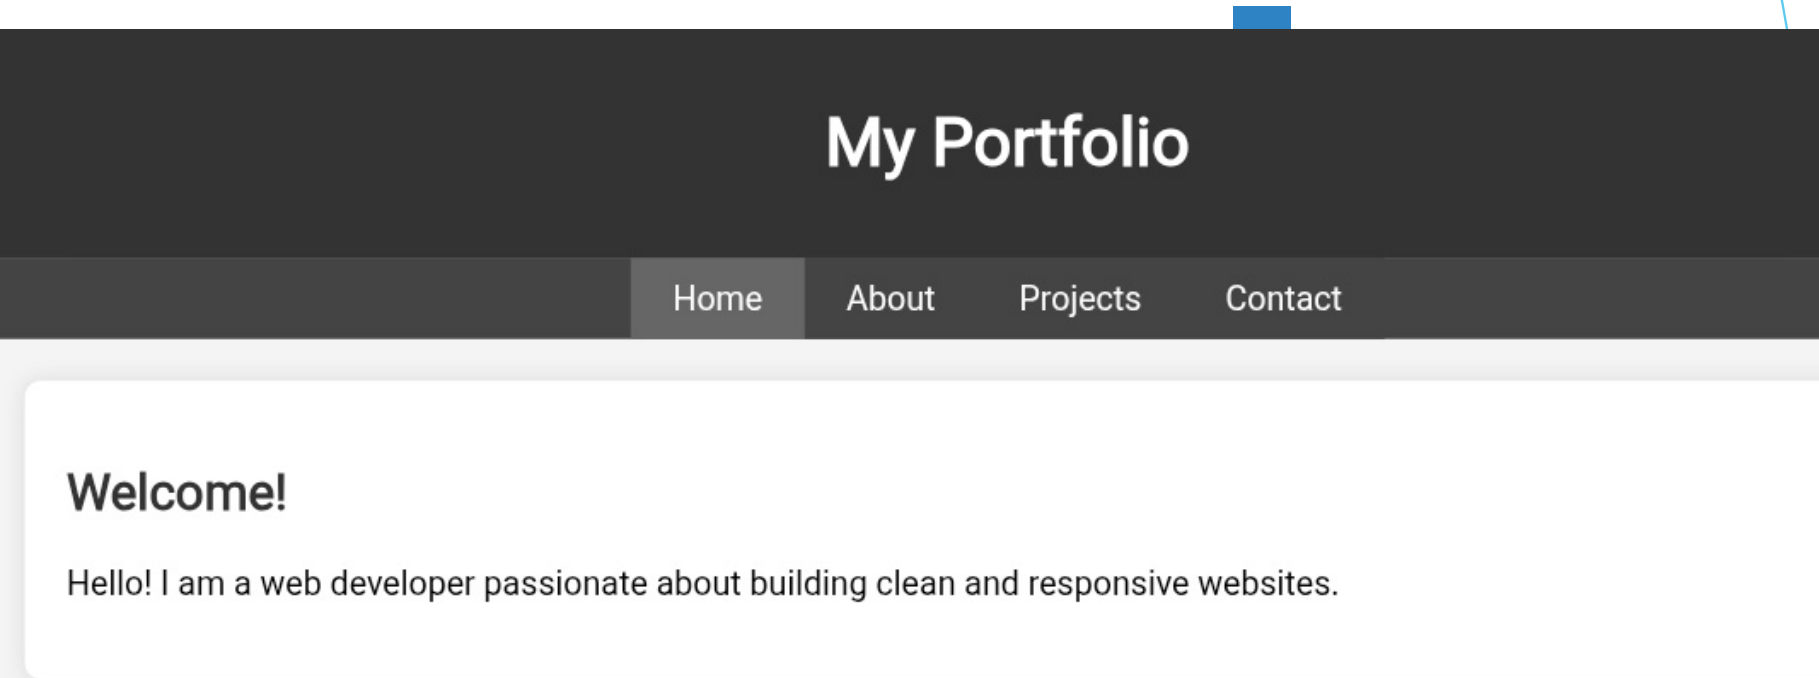 My Portfolio
Home About Projects Contact
Welcome!
Hello! I am a web developer passionate about building clean and responsive websites.